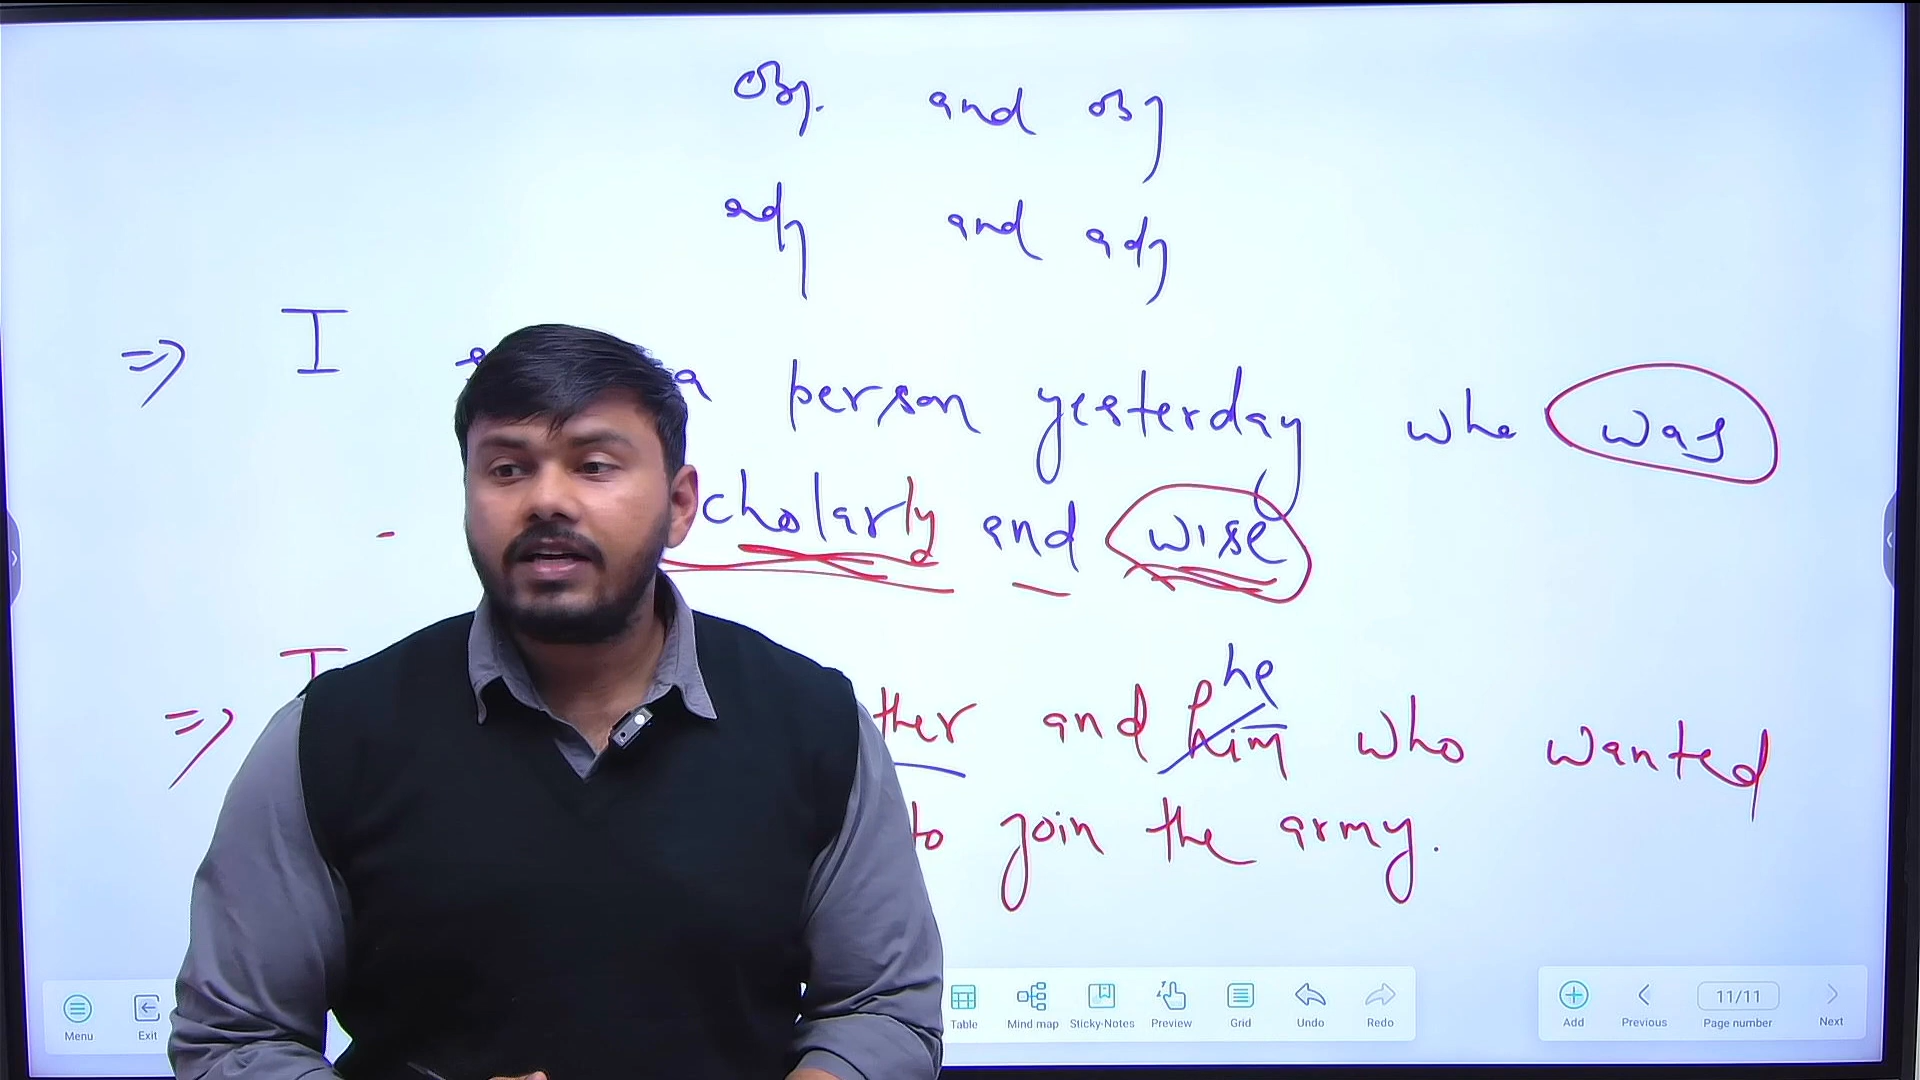 obj. and obj
adj and adj
⇒ I a person yesterday who was
- cholarly and wise
he
⇒ I ther and him who wanted
to join the army.
Menu Exit Table Mind map Sticky-Notes Preview Grid Undo Redo Add Previous 11/11 Page number Next